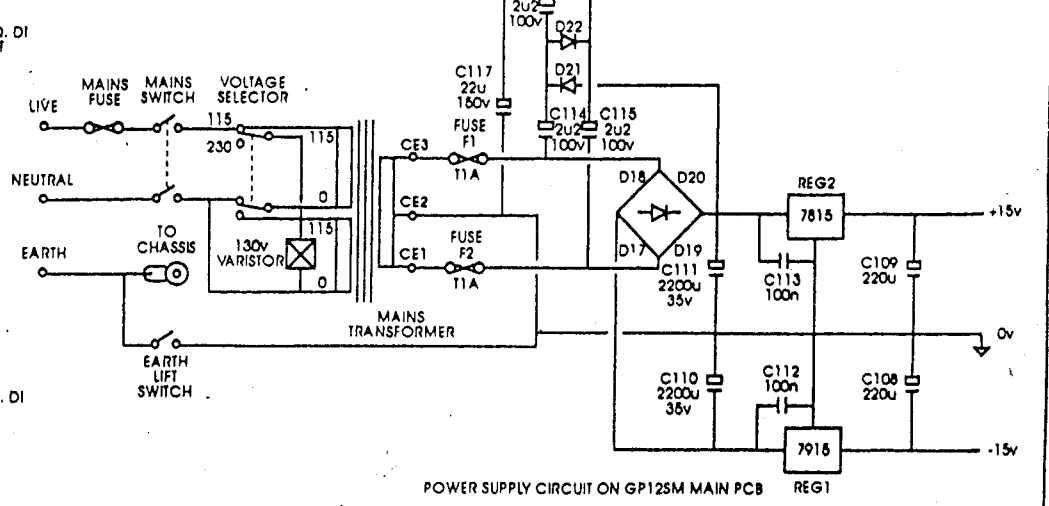 . DI
2u2
100v
D22
D21
C117
22u
150v
MAINS
FUSE
MAINS
SWITCH
VOLTAGE
SELECTOR
LIVE
115
230
115
C114
2u2
100v
C115
2u2
100v
FUSE
F1
T1A
CE3
NEUTRAL
0
CE2
D18
D20
REG2
7815
+15v
EARTH
TO
CHASSIS
130v
VARISTOR
115
0
CE1
FUSE
F2
T1A
D17
D19
C111
2200u
35v
C113
100n
C109
220u
MAINS
TRANSFORMER
0v
EARTH
LIFT
SWITCH
C110
2200u
35v
C112
100n
C108
220u
. DI
7915
-15v
REG1
POWER SUPPLY CIRCUIT ON GP12SM MAIN PCB